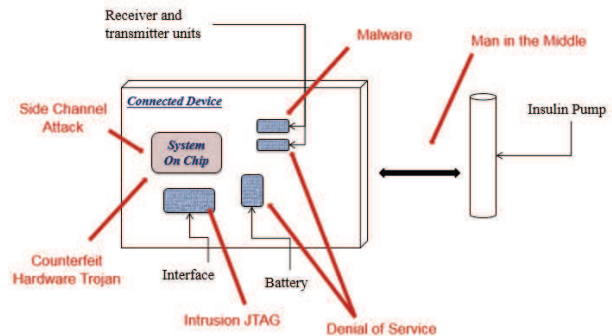 Receiver and
transmitter units
Malware
Man in the Middle
Side Channel
Attack
Connected Device
System
On Chip
Insulin Pump
Counterfeit
Hardware Trojan
Interface
Battery
Intrusion JTAG
Denial of Service